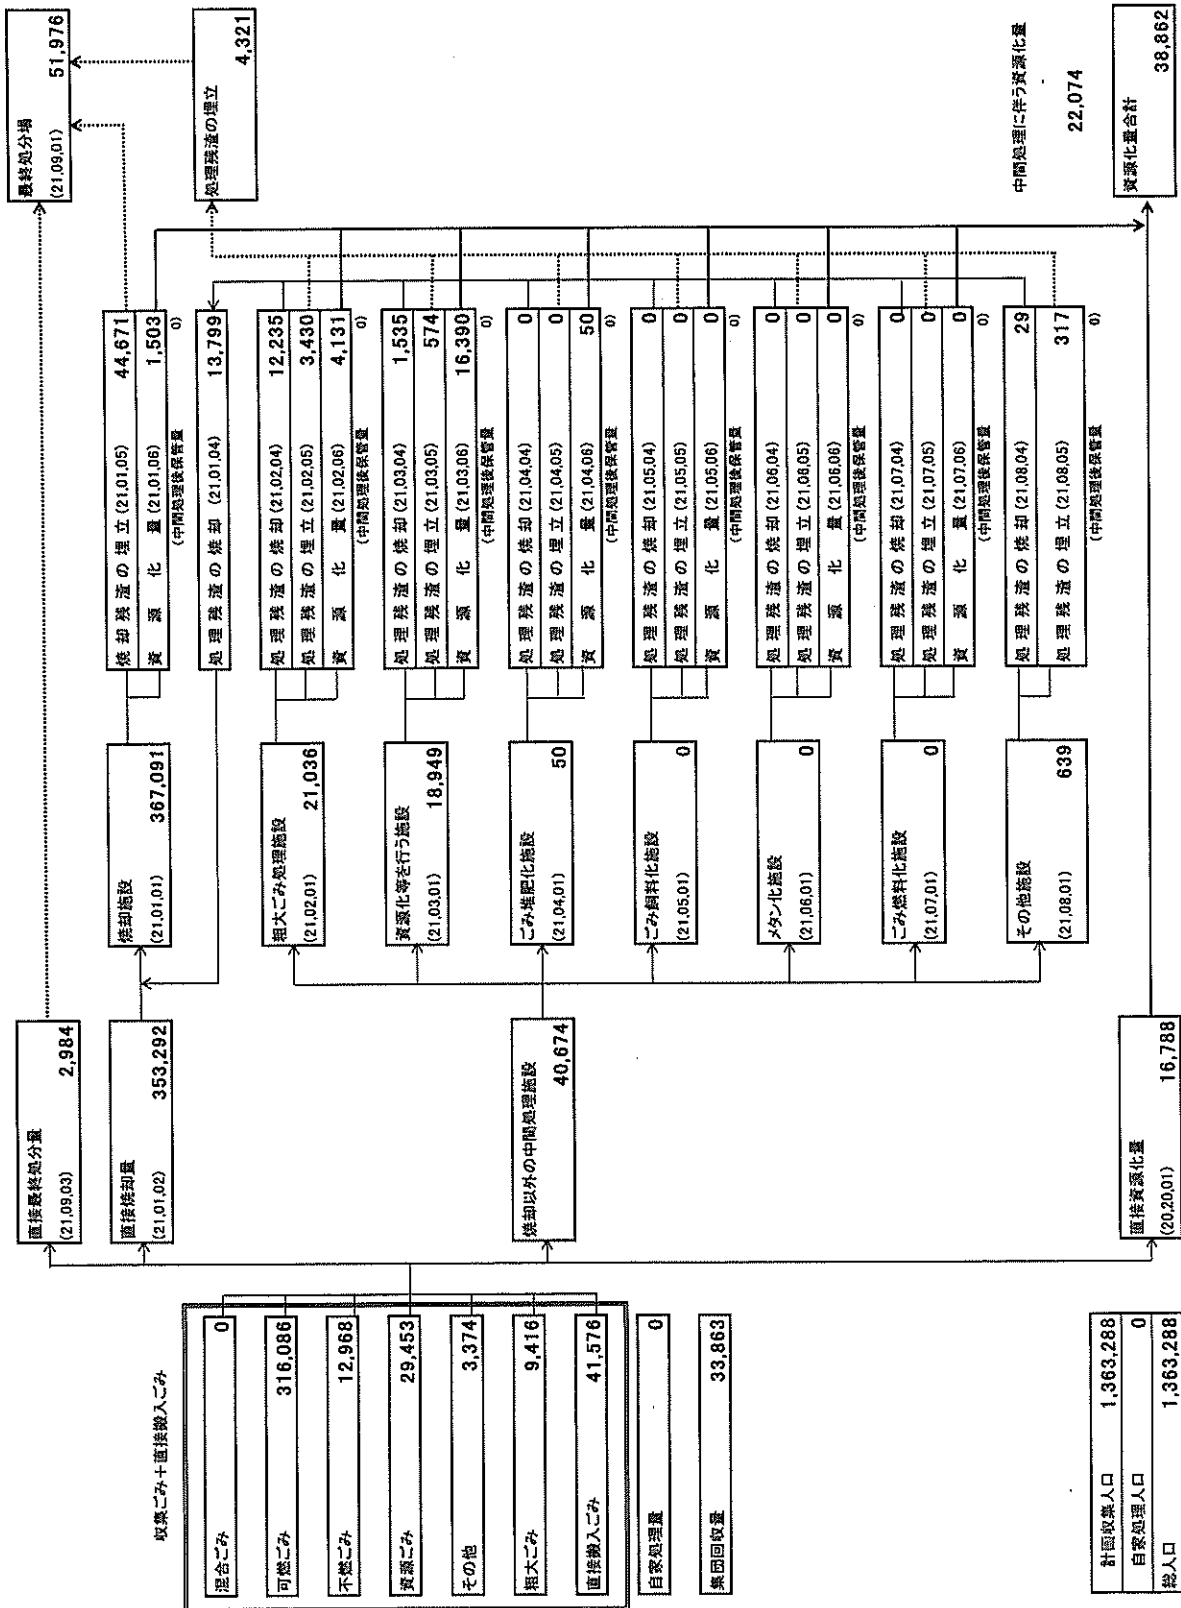 収集ごみ＋直接搬入ごみ
混合ごみ 0
可燃ごみ 316,086
不燃ごみ 12,968
資源ごみ 29,453
その他 3,374
粗大ごみ 9,416
直接搬入ごみ 41,576
自家処理量 0
集団回収量 33,863
計画収集人口 1,363,288
自家処理人口 0
総人口 1,363,288
直接最終処分量
(21,09,03) 2,984
直接焼却量
(21,01,02) 353,292
焼却以外の中間処理施設
40,674
直接資源化量
(20,20,01) 16,788
焼却施設
(21,01,01) 367,091
粗大ごみ処理施設
(21,02,01) 21,036
資源化等を行う施設
(21,03,01) 18,949
ごみ堆肥化施設
(21,04,01) 50
ごみ飼料化施設
(21,05,01) 0
メタン化施設
(21,06,01) 0
ごみ燃料化施設
(21,07,01) 0
その他施設
(21,08,01) 639
焼却残渣の埋立(21,01,05) 44,671
資源化量(21,01,06) 1,503
(中間処理後保管量 0)
処理残渣の焼却(21,01,04) 13,799
処理残渣の焼却(21,02,04) 12,235
処理残渣の埋立(21,02,05) 3,430
資源化量(21,02,06) 4,131
(中間処理後保管量 0)
処理残渣の焼却(21,03,04) 1,535
処理残渣の埋立(21,03,05) 574
資源化量(21,03,06) 16,390
(中間処理後保管量 0)
処理残渣の焼却(21,04,04) 0
処理残渣の埋立(21,04,05) 0
資源化量(21,04,06) 50
(中間処理後保管量 0)
処理残渣の焼却(21,05,04) 0
処理残渣の埋立(21,05,05) 0
資源化量(21,05,06) 0
(中間処理後保管量 0)
処理残渣の焼却(21,06,04) 0
処理残渣の埋立(21,06,05) 0
資源化量(21,06,06) 0
(中間処理後保管量 0)
処理残渣の焼却(21,07,04) 0
処理残渣の埋立(21,07,05) 0
資源化量(21,07,06) 0
(中間処理後保管量 0)
処理残渣の焼却(21,08,04) 29
処理残渣の埋立(21,08,05) 317
(中間処理後保管量 0)
最終処分場
(21,09,01) 51,976
処理残渣の埋立
4,321
中間処理に伴う資源化量
22,074
資源化量合計
38,862